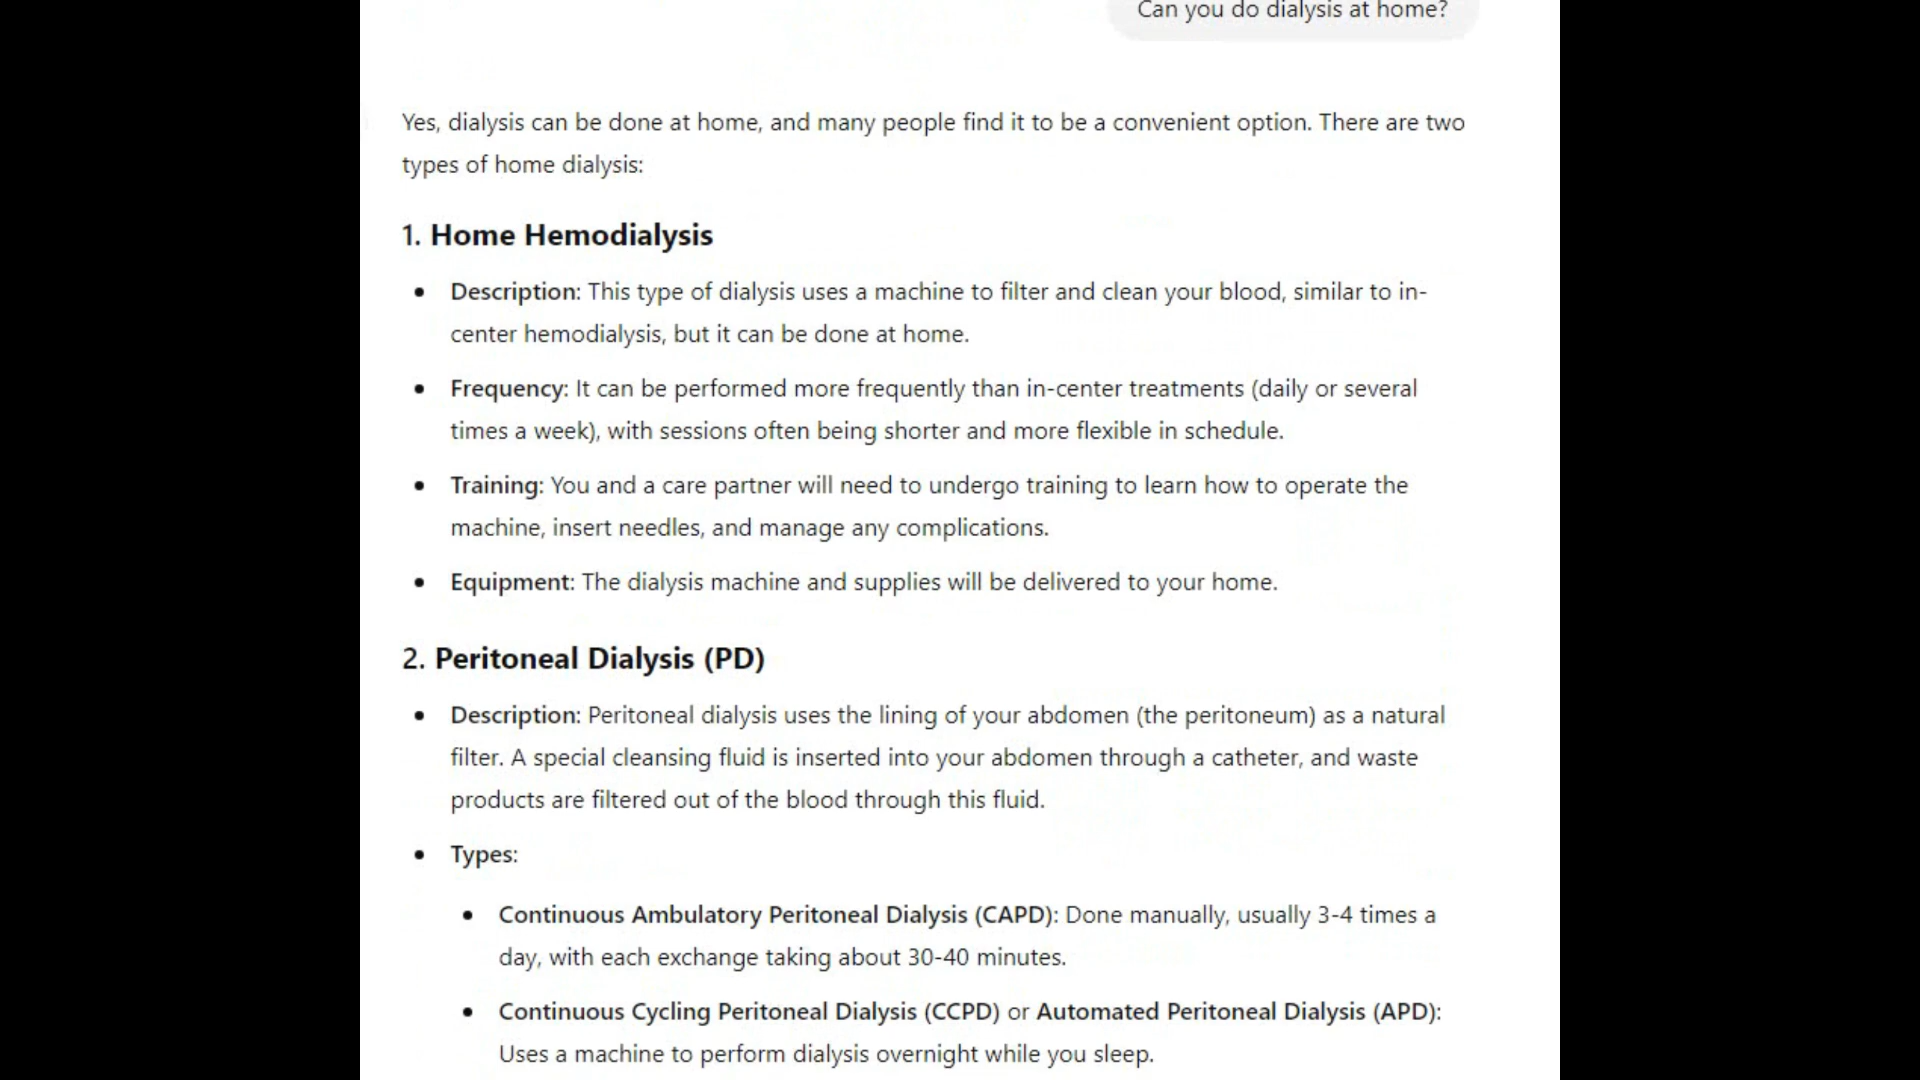 Can you do dialysis at home?
Yes, dialysis can be done at home, and many people find it to be a convenient option. There are two
types of home dialysis:
1. Home Hemodialysis
• Description: This type of dialysis uses a machine to filter and clean your blood, similar to in-
center hemodialysis, but it can be done at home.
• Frequency: It can be performed more frequently than in-center treatments (daily or several
times a week), with sessions often being shorter and more flexible in schedule.
• Training: You and a care partner will need to undergo training to learn how to operate the
machine, insert needles, and manage any complications.
• Equipment: The dialysis machine and supplies will be delivered to your home.
2. Peritoneal Dialysis (PD)
• Description: Peritoneal dialysis uses the lining of your abdomen (the peritoneum) as a natural
filter. A special cleansing fluid is inserted into your abdomen through a catheter, and waste
products are filtered out of the blood through this fluid.
• Types:
• Continuous Ambulatory Peritoneal Dialysis (CAPD): Done manually, usually 3-4 times a
day, with each exchange taking about 30-40 minutes.
• Continuous Cycling Peritoneal Dialysis (CCPD) or Automated Peritoneal Dialysis (APD):
Uses a machine to perform dialysis overnight while you sleep.